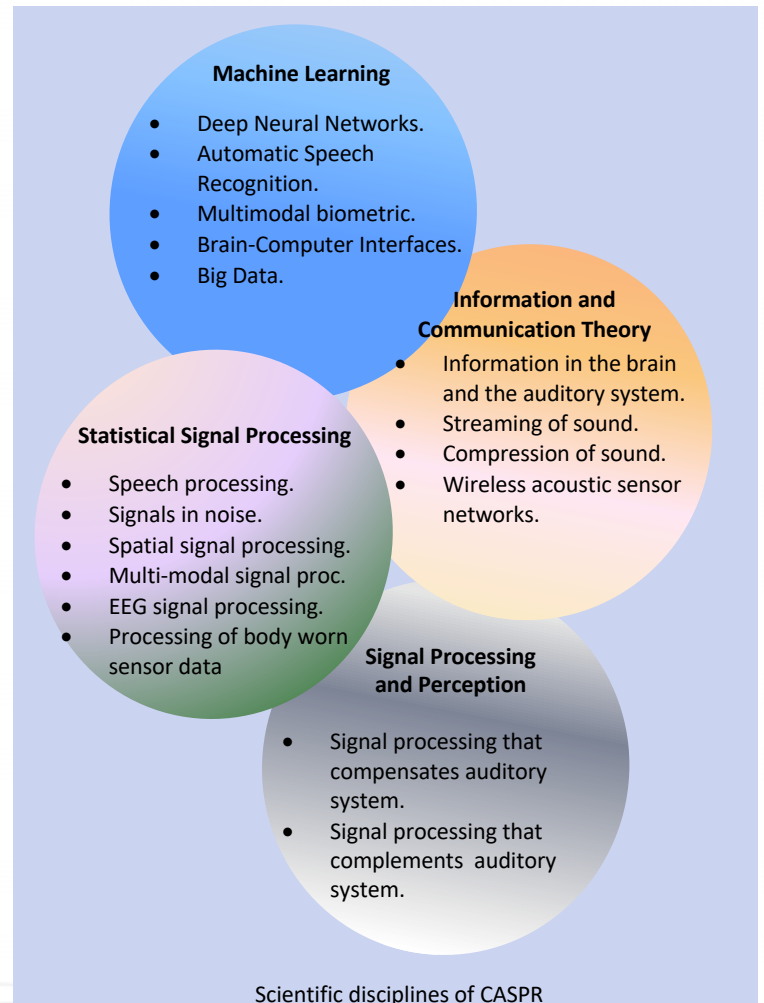 Machine Learning
• Deep Neural Networks.
• Automatic Speech
Recognition.
• Multimodal biometric.
• Brain-Computer Interfaces.
• Big Data.
Information and
Communication Theory
• Information in the brain
and the auditory system.
• Streaming of sound.
• Compression of sound.
• Wireless acoustic sensor
networks.
Statistical Signal Processing
• Speech processing.
• Signals in noise.
• Spatial signal processing.
• Multi-modal signal proc.
• EEG signal processing.
• Processing of body worn
sensor data
Signal Processing
and Perception
• Signal processing that
compensates auditory
system.
• Signal processing that
complements auditory
system.
Scientific disciplines of CASPR